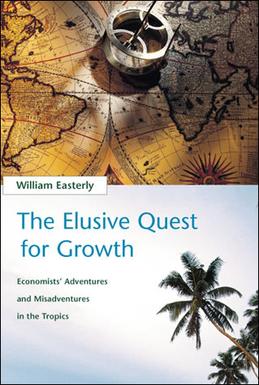 William Easterly
The Elusive Quest
for Growth
Economists' Adventures
and Misadventures
in the Tropics